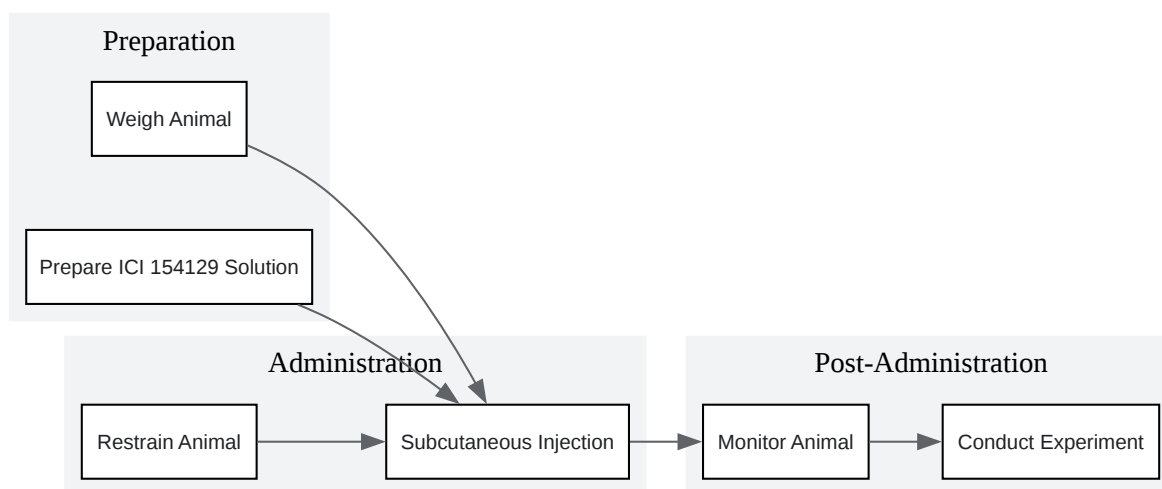 Preparation
Weigh Animal
Prepare ICI 154129 Solution
Administration
Restrain Animal
Subcutaneous Injection
Post-Administration
Monitor Animal
Conduct Experiment